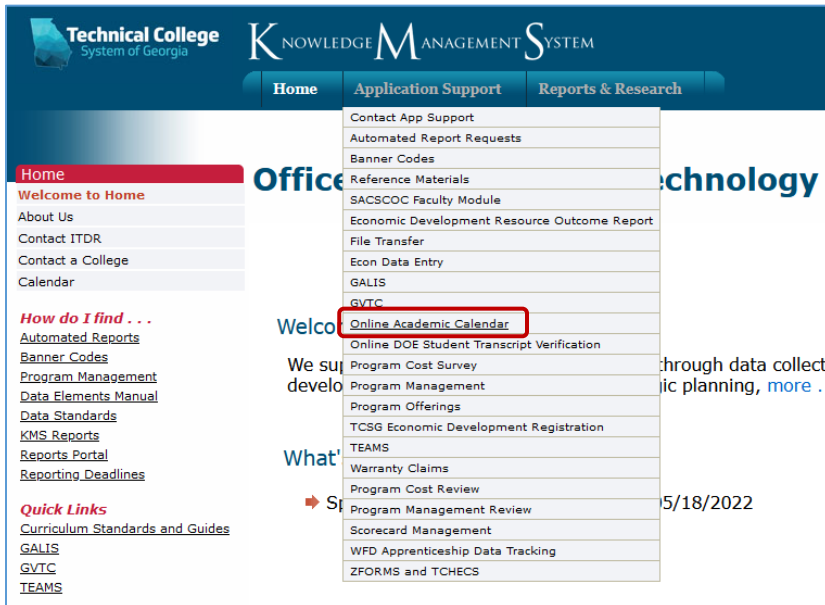 Technical College
System of Georgia
KNOWLEDGE MANAGEMENT SYSTEM
Home Application Support Reports & Research
Contact App Support
Automated Report Requests
Banner Codes
Reference Materials
SACSCOC Faculty Module
Economic Development Resource Outcome Report
File Transfer
Econ Data Entry
GALIS
GVTC
Online Academic Calendar
Online DOE Student Transcript Verification
Program Cost Survey
Program Management
Program Offerings
TCSG Economic Development Registration
TEAMS
Warranty Claims
Program Cost Review
Program Management Review
Scorecard Management
WFD Apprenticeship Data Tracking
ZFORMS and TCHECS
Home
Welcome to Home
About Us
Contact ITDR
Contact a College
Calendar
How do I find . . .
Automated Reports
Banner Codes
Program Management
Data Elements Manual
Data Standards
KMS Reports
Reports Portal
Reporting Deadlines
Quick Links
Curriculum Standards and Guides
GALIS
GVTC
TEAMS
Office echnology
Welco
We su through data collect
develo ic planning, more .
What'
S 05/18/2022